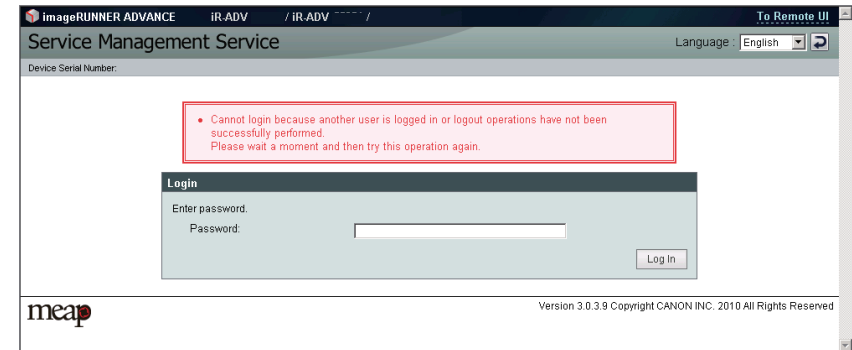 imageRUNNER ADVANCE iR-ADV / iR-ADV ----- / To Remote UI
Service Management Service Language : English
Device Serial Number:
• Cannot login because another user is logged in or logout operations have not been
successfully performed.
Please wait a moment and then try this operation again.
Login
Enter password.
Password:
Log In
meap Version 3.0.3.9 Copyright CANON INC. 2010 All Rights Reserved